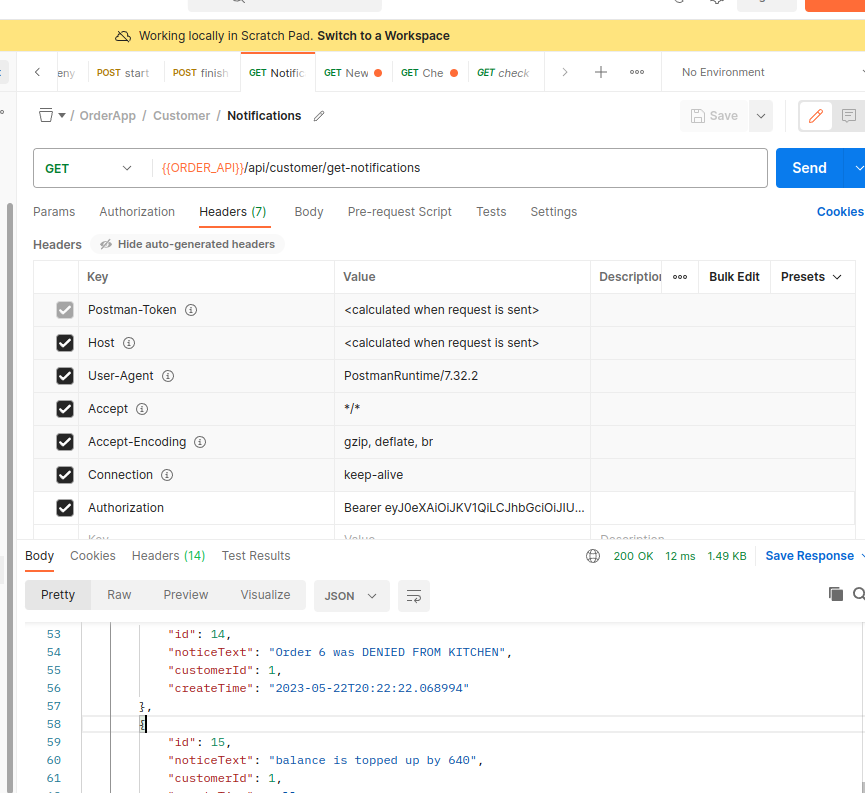 Working locally in Scratch Pad. Switch to a Workspace
POST start
POST finish
GET Notific
GET New
GET Che
GET check
No Environment
/ OrderApp / Customer / Notifications
Save
GET
{{ORDER_API}}/api/customer/get-notifications
Send
Params Authorization Headers (7) Body Pre-request Script Tests Settings Cookies
Headers Hide auto-generated headers
Key Value Description Bulk Edit Presets
Postman-Token <calculated when request is sent>
Host <calculated when request is sent>
User-Agent PostmanRuntime/7.32.2
Accept */*
Accept-Encoding gzip, deflate, br
Connection keep-alive
Authorization Bearer eyJ0eXAiOiJKV1QiLCJhbGciOiJIU...
Key Value Description
Body Cookies Headers (14) Test Results 200 OK 12 ms 1.49 KB Save Response
Pretty Raw Preview Visualize JSON
53 "id": 14,
54 "noticeText": "Order 6 was DENIED FROM KITCHEN",
55 "customerId": 1,
56 "createTime": "2023-05-22T20:22:22.068994"
57 },
58 {
59 "id": 15,
60 "noticeText": "balance is topped up by 640",
61 "customerId": 1,